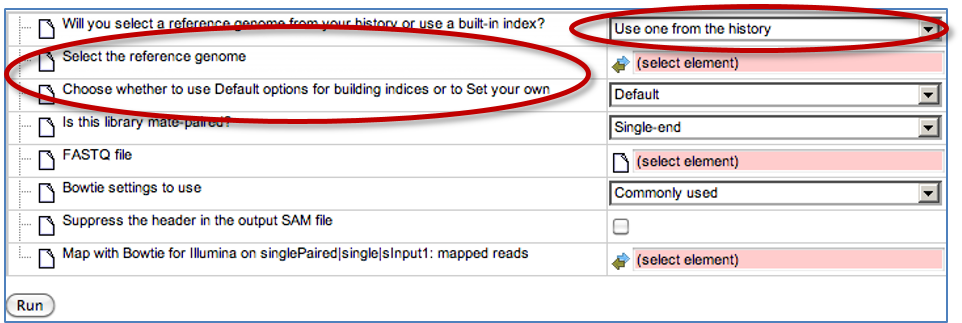 Will you select a reference genome from your history or use a built-in index? Use one from the history
Select the reference genome (select element)
Choose whether to use Default options for building indices or to Set your own Default
Is this library mate-paired? Single-end
FASTQ file (select element)
Bowtie settings to use Commonly used
Suppress the header in the output SAM file
Map with Bowtie for Illumina on singlePaired|single|sInput1: mapped reads (select element)
Run